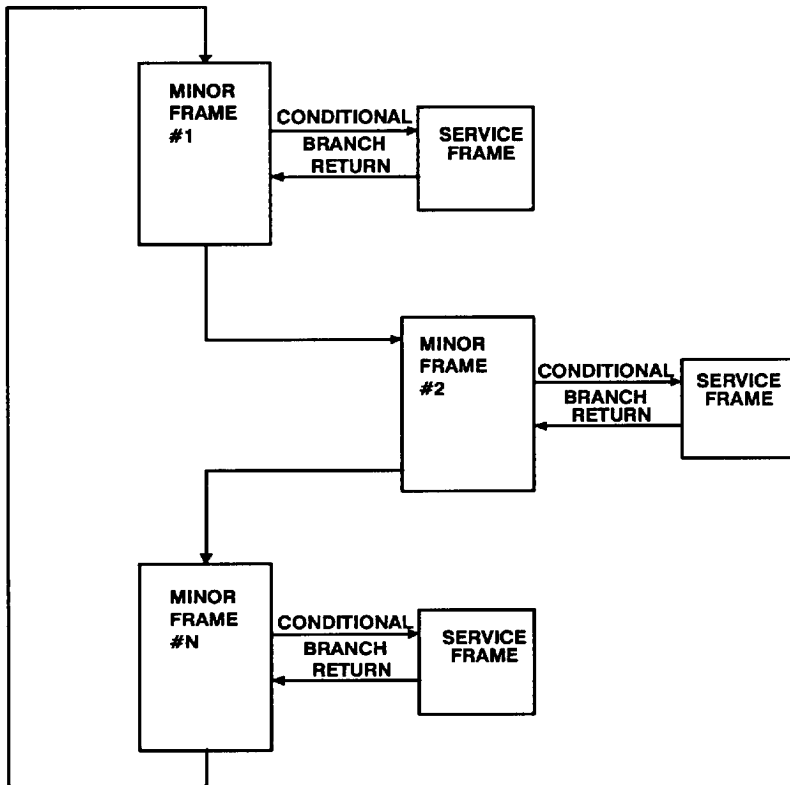 MINOR
FRAME
#1
CONDITIONAL
BRANCH
RETURN
SERVICE
FRAME
MINOR
FRAME
#2
CONDITIONAL
BRANCH
RETURN
SERVICE
FRAME
MINOR
FRAME
#N
CONDITIONAL
BRANCH
RETURN
SERVICE
FRAME